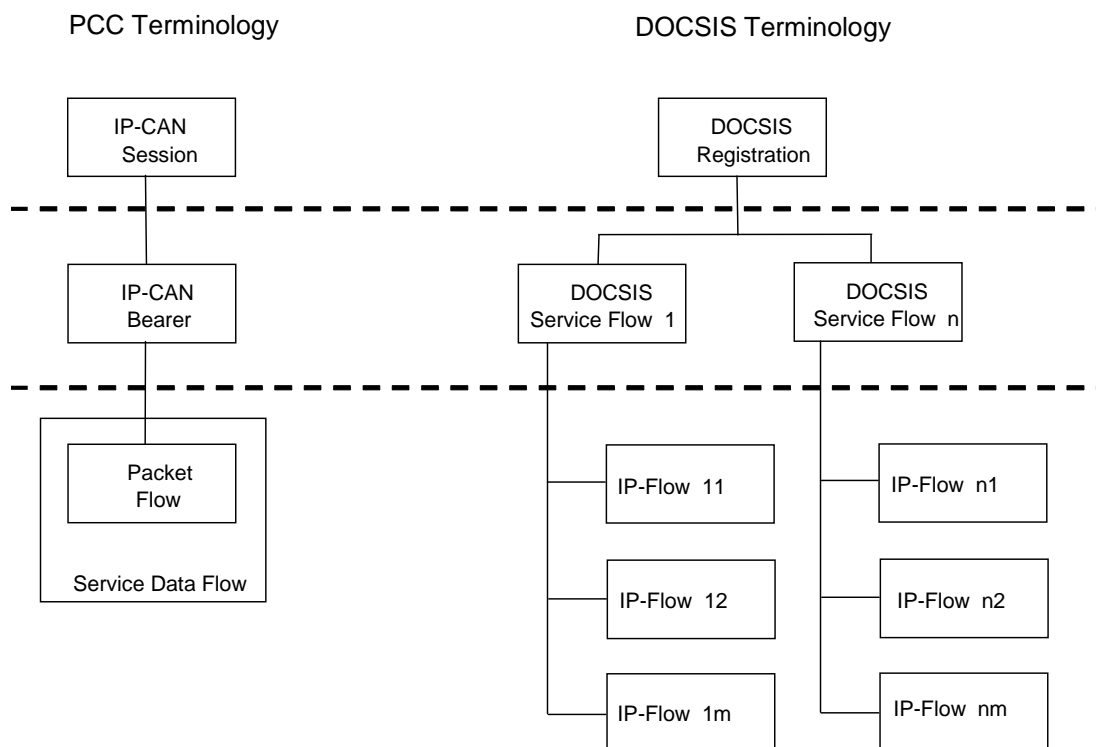 PCC Terminology
DOCSIS Terminology
IP-CAN
Session
DOCSIS
Registration
IP-CAN
Bearer
DOCSIS
Service Flow 1
DOCSIS
Service Flow n
Packet
Flow
Service Data Flow
IP-Flow 11
IP-Flow n1
IP-Flow 12
IP-Flow n2
IP-Flow 1m
IP-Flow nm